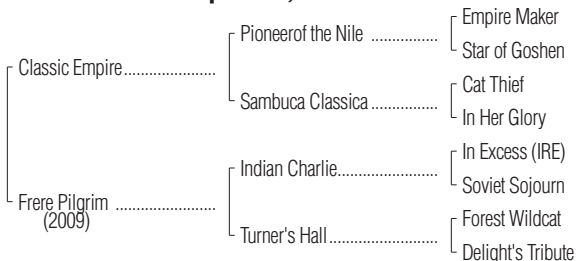 Empire Maker
Pioneerof the Nile ................
Star of Goshen
Classic Empire......................
Cat Thief
Sambuca Classica ................
In Her Glory
In Excess (IRE)
Indian Charlie........................
Soviet Sojourn
Frere Pilgrim ........................
(2009)
Forest Wildcat
Turner's Hall..........................
Delight's Tribute